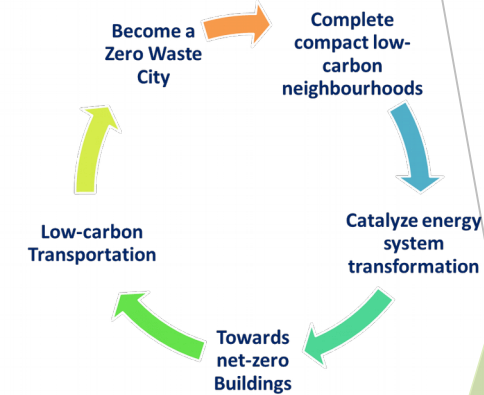 Become a
Zero Waste
City
Complete
compact low-
carbon
neighbourhoods
Catalyze energy
system
transformation
Towards
net-zero
Buildings
Low-carbon
Transportation